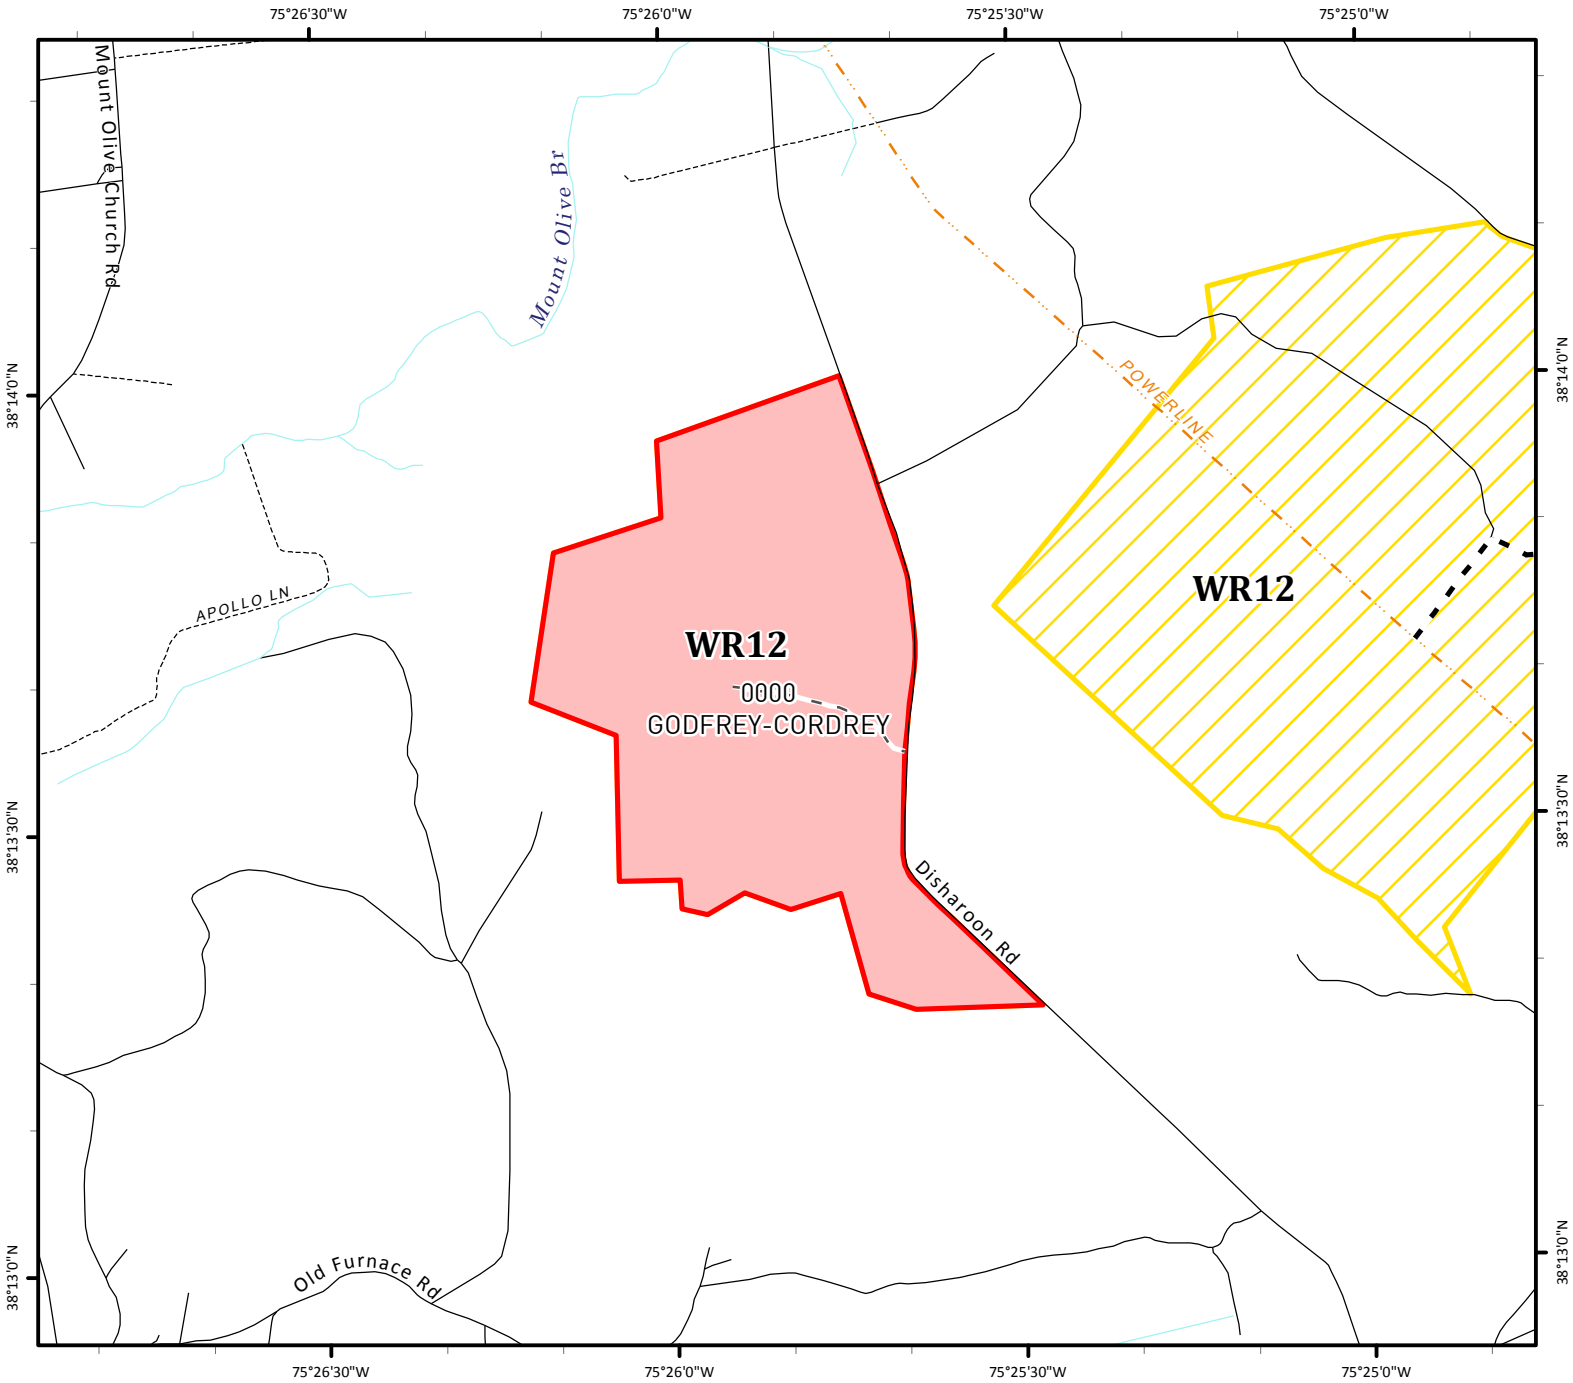 75°26'30"W
75°26'0"W
75°25'30"W
75°25'0"W
Mount Olive Church Rd
Mount Olive Br
38°14'0"N
38°14'0"N
POWERLINE
WR12
APOLLO LN
WR12
0000
GODFREY-CORDREY
38°13'30"N
38°13'30"N
Disharoon Rd
38°13'0"N
38°13'0"N
Old Furnace Rd
75°26'30"W
75°26'0"W
75°25'30"W
75°25'0"W